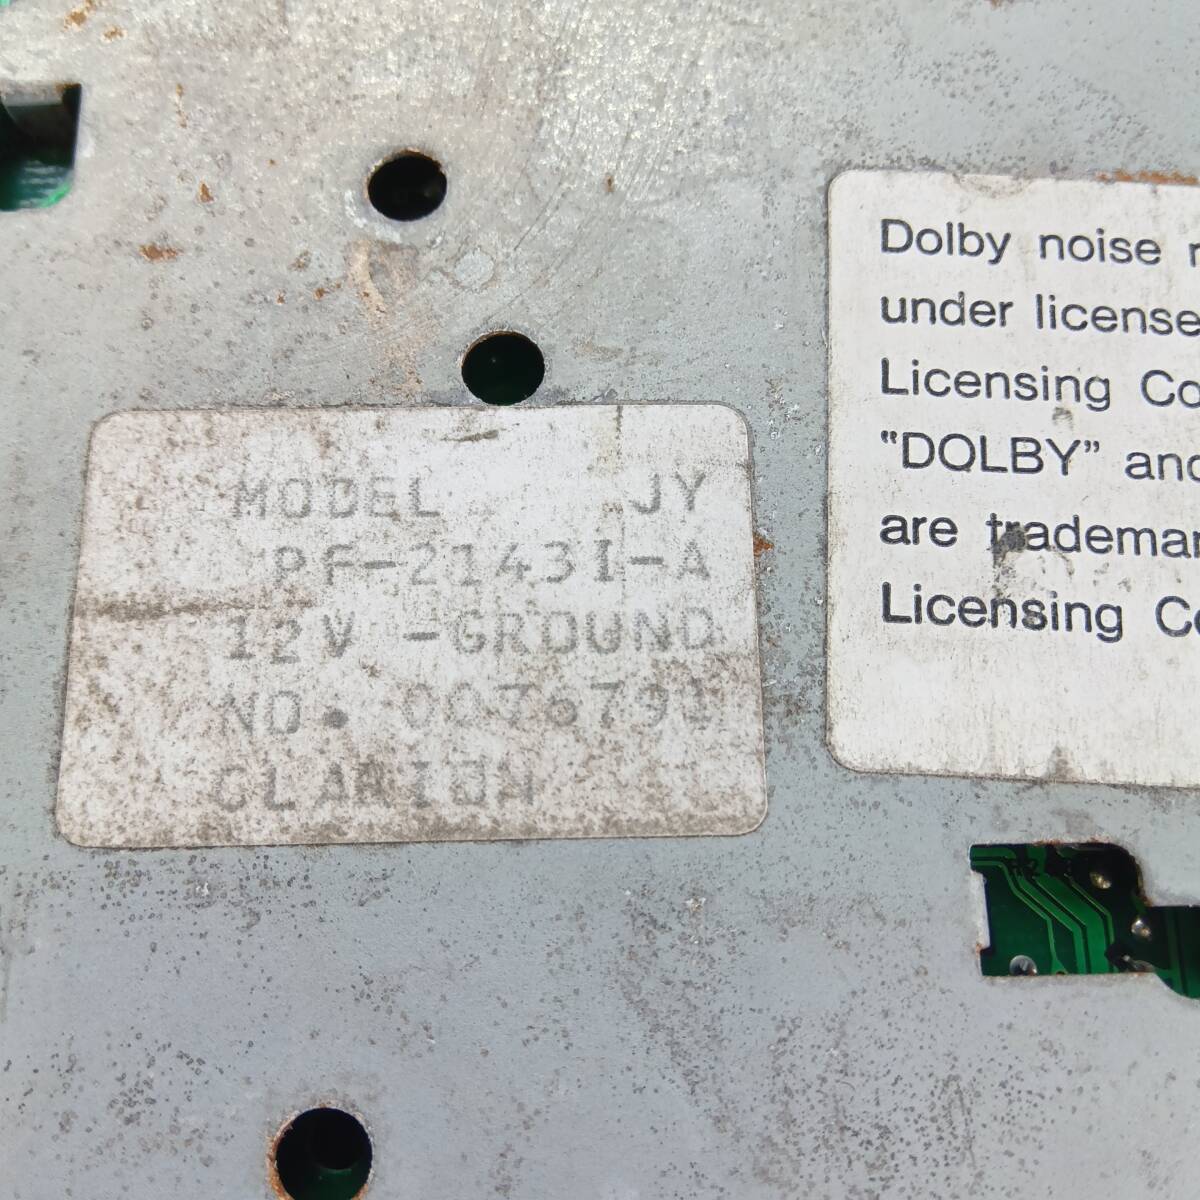 MODEL JY
PF-2143I-A
12V -GROUND
NO. 0076791
CLARION
Dolby noise r
under license
Licensing Co
"DOLBY" and
are trademar
Licensing Co